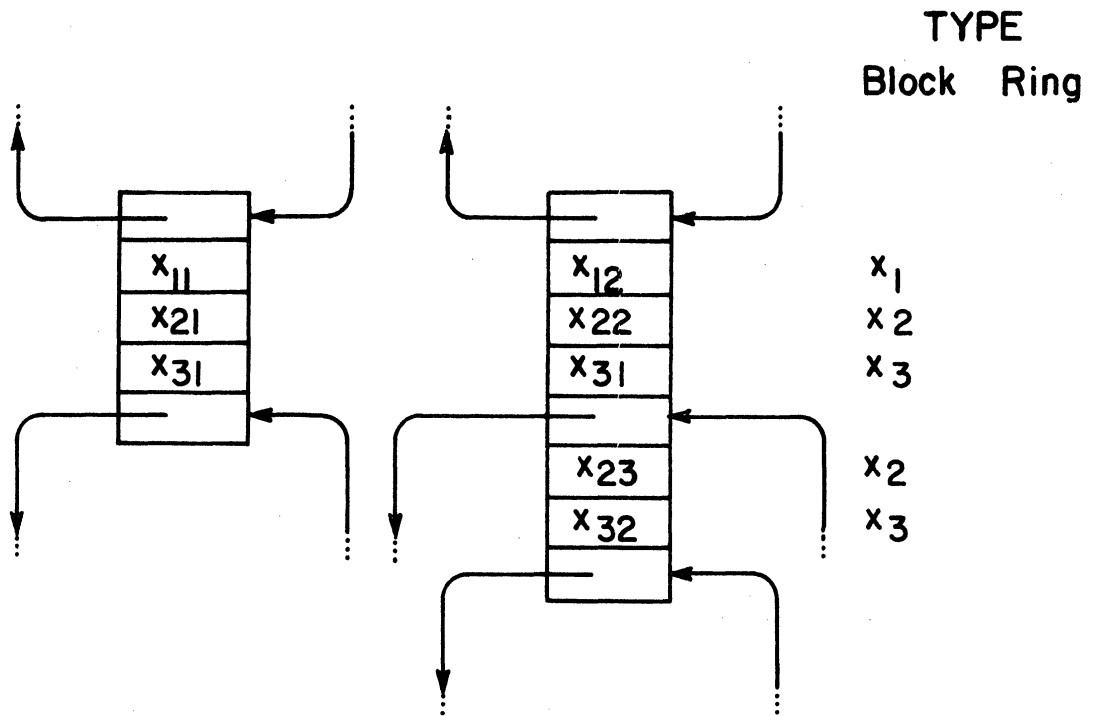 TYPE
Block Ring
x11 x12 x1
x21 x22 x2
x31 x31 x3
x23 x2
x32 x3